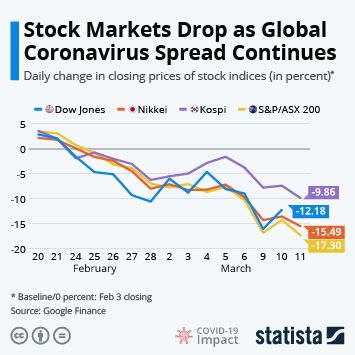 Stock Markets Drop as Global
Coronavirus Spread Continues
Daily change in closing prices of stock indices (in percent)*
Dow Jones Nikkei Kospi S&P/ASX 200
5
0
-5
-10
-15
-20
-9.86
-12.18
-15.49
-17.30
20 21 24 25 26 27 28 2 3 4 5 6 9 10 11
February March
* Baseline/0 percent: Feb 3 closing
Source: Google Finance
COVID-19
Impact
statista